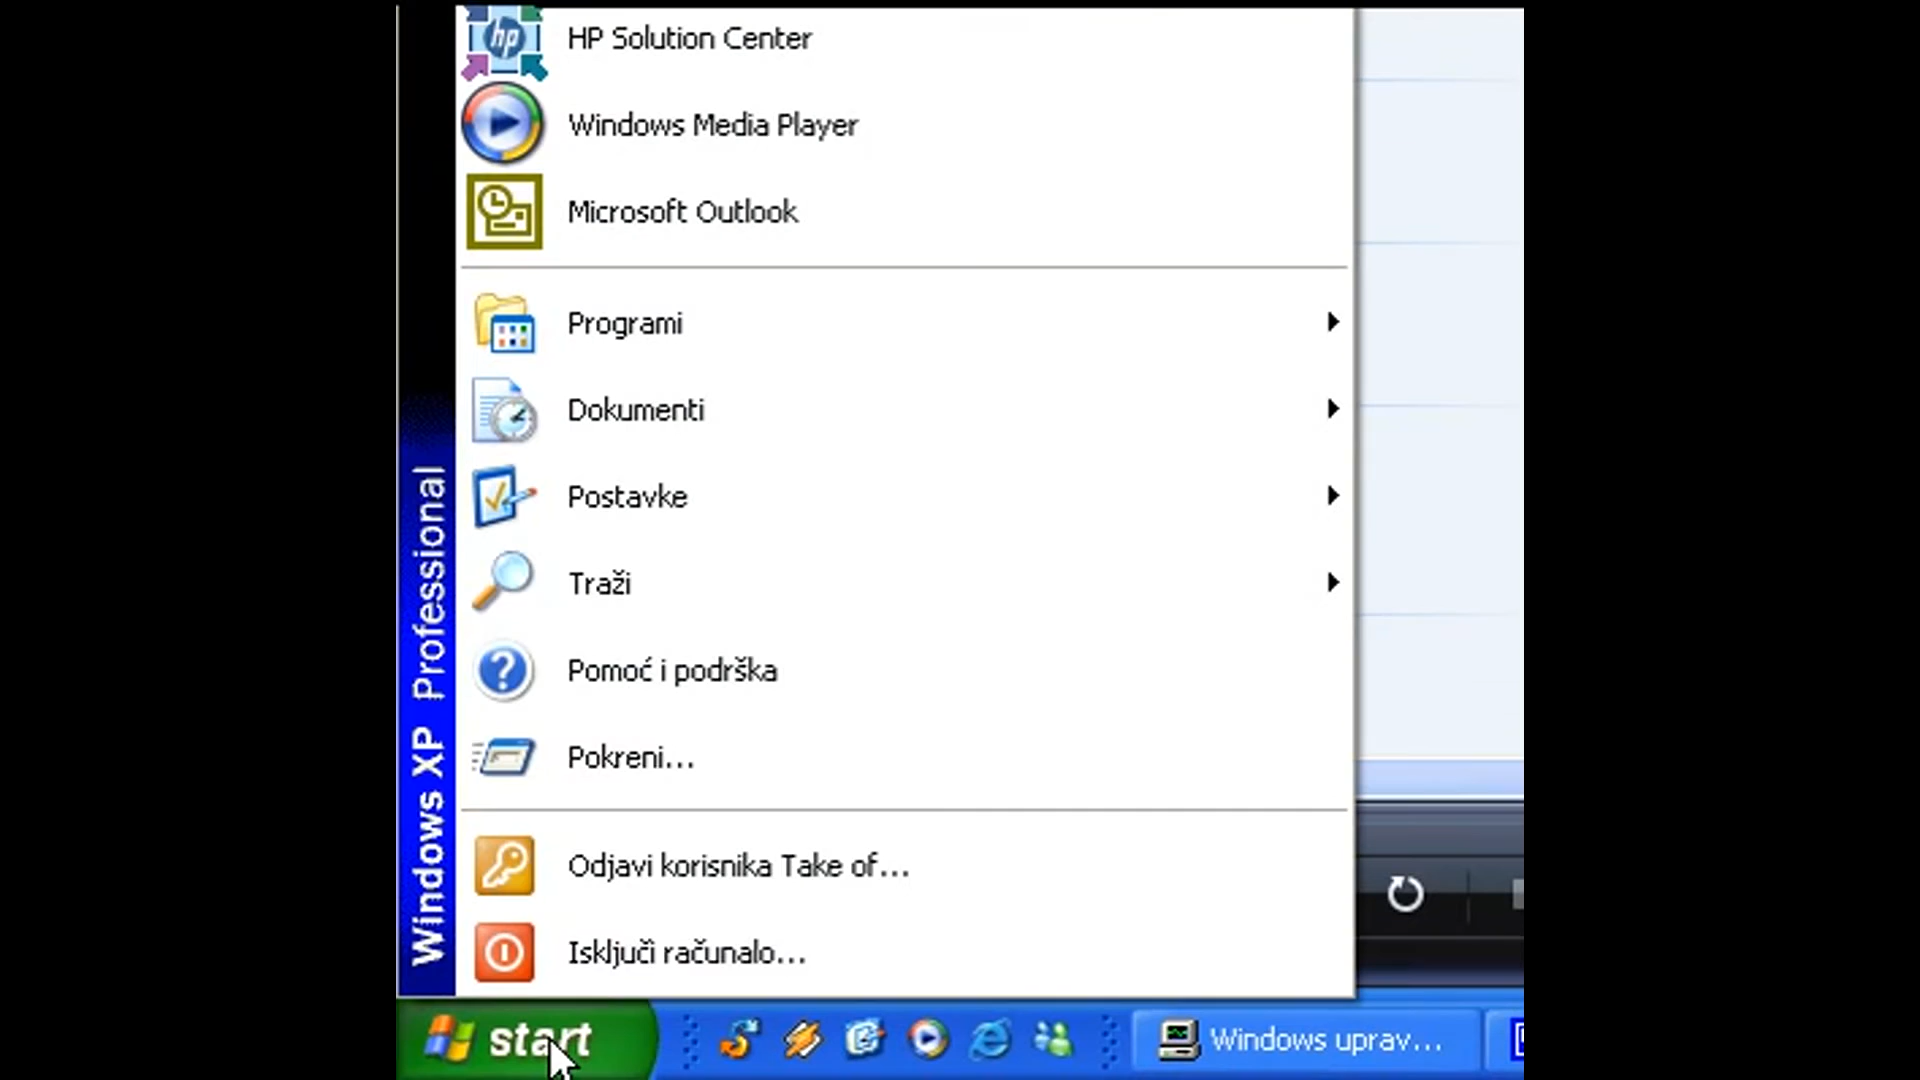 hp
HP Solution Center
Windows Media Player
Microsoft Outlook
Programi
Dokumenti
Postavke
Traži
Pomoć i podrška
Pokreni...
Odjavi korisnika Take of...
Isključi računalo...
Windows XP Professional
start
Windows uprav...